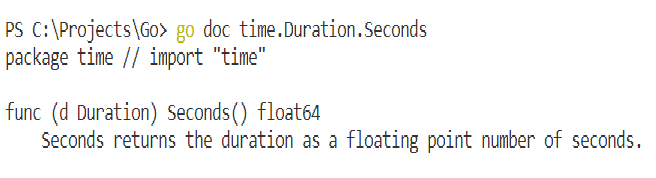 PS C:\Projects\Go> go doc time.Duration.Seconds
package time // import "time"
func (d Duration) Seconds() float64
Seconds returns the duration as a floating point number of seconds.